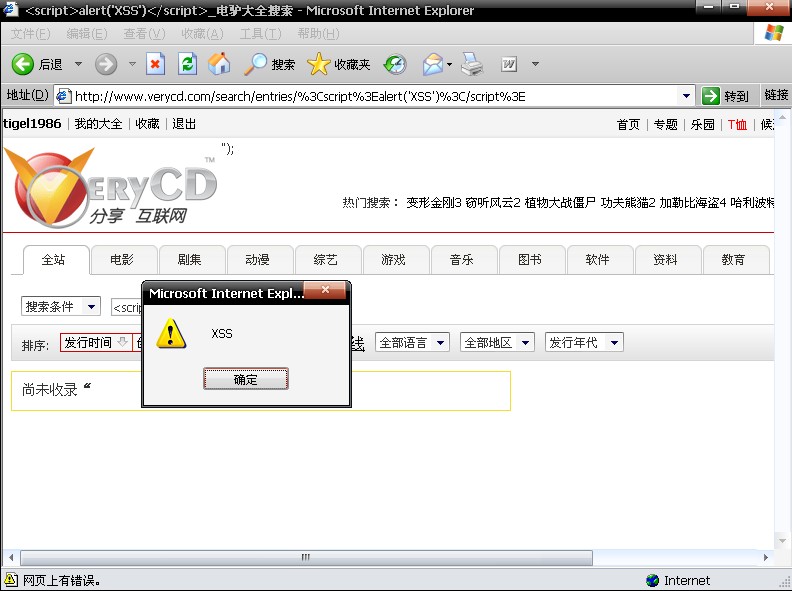 <script>alert('XSS')</script>_电驴大全搜索 - Microsoft Internet Explorer
文件(F) 编辑(E) 查看(V) 收藏(A) 工具(T) 帮助(H)
后退 搜索 收藏夹
地址(D) http://www.verycd.com/search/entries/%3Cscript%3Ealert('XSS')%3C/script%3E 转到 链接
tigel1986 | 我的大全 | 收藏 | 退出 首页 | 专题 | 乐园 | T恤 |
");
VeryCD™
分享 互联网
热门搜索： 变形金刚3 窃听风云2 植物大战僵尸 功夫熊猫2 加勒比海盗4 哈利波特
全站 电影 剧集 动漫 综艺 游戏 音乐 图书 软件 资料 教育
搜索条件 <scri
Microsoft Internet Expl...
XSS
确定
排序: 发行时间 线 全部语言 全部地区 发行年代
尚未收录 “
网页上有错误。 Internet